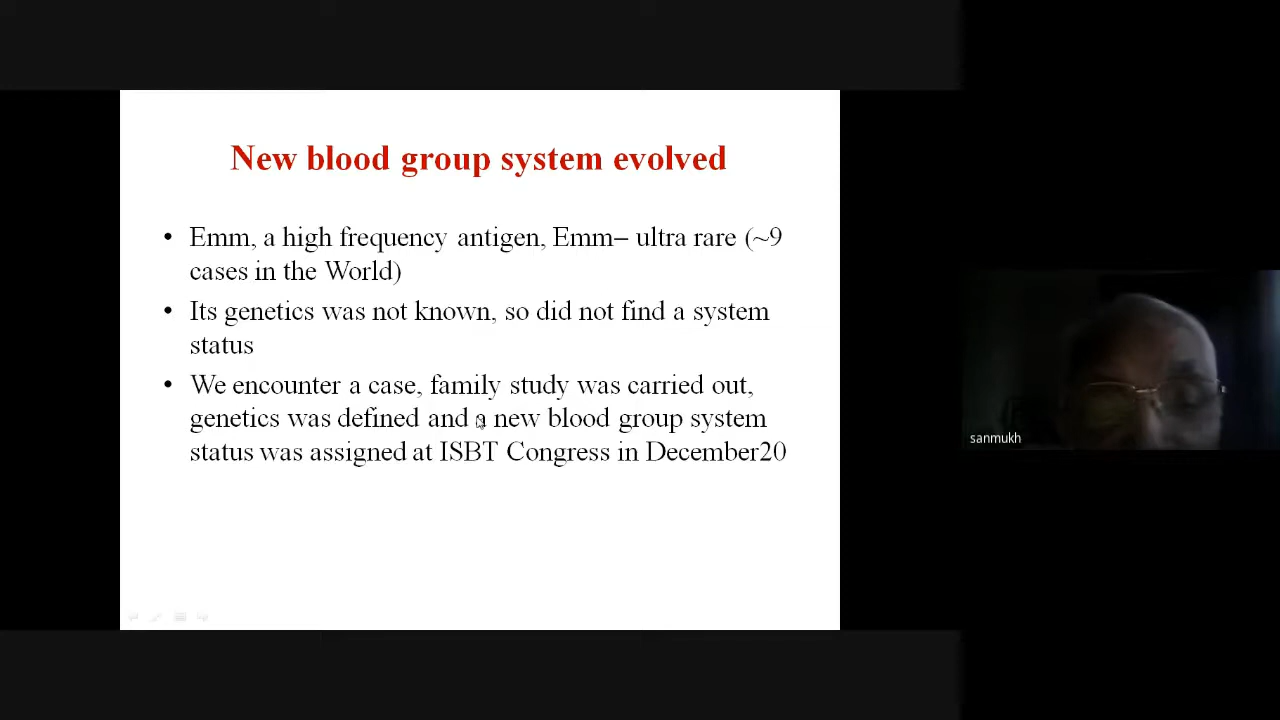 New blood group system evolved
• Emm, a high frequency antigen, Emm– ultra rare (~9
cases in the World)
• Its genetics was not known, so did not find a system
status
• We encounter a case, family study was carried out,
genetics was defined and a new blood group system
status was assigned at ISBT Congress in December20
sanmukh